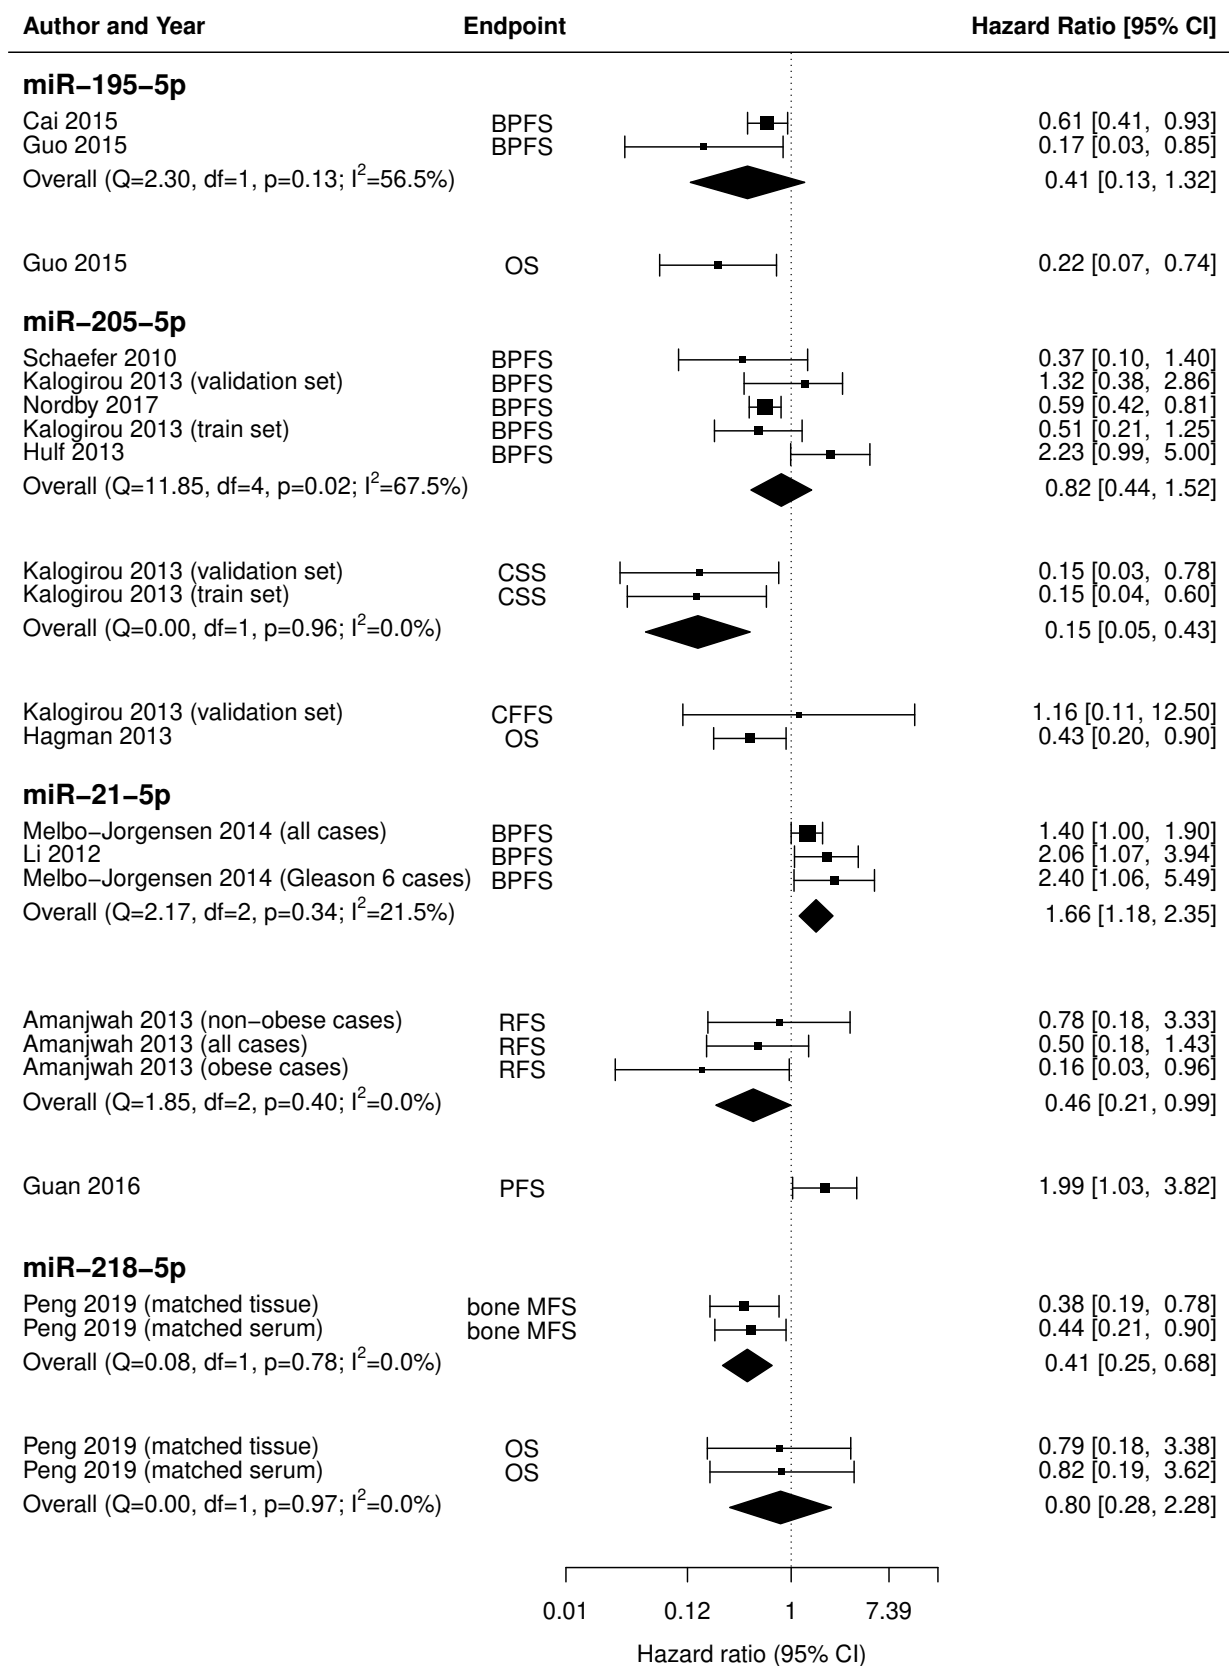 Author and Year Endpoint Hazard Ratio [95% CI]
miR−195−5p
Cai 2015 BPFS 0.61 [0.41, 0.93]
Guo 2015 BPFS 0.17 [0.03, 0.85]
Overall (Q=2.30, df=1, p=0.13; I²=56.5%) 0.41 [0.13, 1.32]
Guo 2015 OS 0.22 [0.07, 0.74]
miR−205−5p
Schaefer 2010 BPFS 0.37 [0.10, 1.40]
Kalogirou 2013 (validation set) BPFS 1.32 [0.38, 2.86]
Nordby 2017 BPFS 0.59 [0.42, 0.81]
Kalogirou 2013 (train set) BPFS 0.51 [0.21, 1.25]
Hulf 2013 BPFS 2.23 [0.99, 5.00]
Overall (Q=11.85, df=4, p=0.02; I²=67.5%) 0.82 [0.44, 1.52]
Kalogirou 2013 (validation set) CSS 0.15 [0.03, 0.78]
Kalogirou 2013 (train set) CSS 0.15 [0.04, 0.60]
Overall (Q=0.00, df=1, p=0.96; I²=0.0%) 0.15 [0.05, 0.43]
Kalogirou 2013 (validation set) CFFS 1.16 [0.11, 12.50]
Hagman 2013 OS 0.43 [0.20, 0.90]
miR−21−5p
Melbo−Jorgensen 2014 (all cases) BPFS 1.40 [1.00, 1.90]
Li 2012 BPFS 2.06 [1.07, 3.94]
Melbo−Jorgensen 2014 (Gleason 6 cases) BPFS 2.40 [1.06, 5.49]
Overall (Q=2.17, df=2, p=0.34; I²=21.5%) 1.66 [1.18, 2.35]
Amanjwah 2013 (non−obese cases) RFS 0.78 [0.18, 3.33]
Amanjwah 2013 (all cases) RFS 0.50 [0.18, 1.43]
Amanjwah 2013 (obese cases) RFS 0.16 [0.03, 0.96]
Overall (Q=1.85, df=2, p=0.40; I²=0.0%) 0.46 [0.21, 0.99]
Guan 2016 PFS 1.99 [1.03, 3.82]
miR−218−5p
Peng 2019 (matched tissue) bone MFS 0.38 [0.19, 0.78]
Peng 2019 (matched serum) bone MFS 0.44 [0.21, 0.90]
Overall (Q=0.08, df=1, p=0.78; I²=0.0%) 0.41 [0.25, 0.68]
Peng 2019 (matched tissue) OS 0.79 [0.18, 3.38]
Peng 2019 (matched serum) OS 0.82 [0.19, 3.62]
Overall (Q=0.00, df=1, p=0.97; I²=0.0%) 0.80 [0.28, 2.28]
0.01 0.12 1 7.39
Hazard ratio (95% CI)